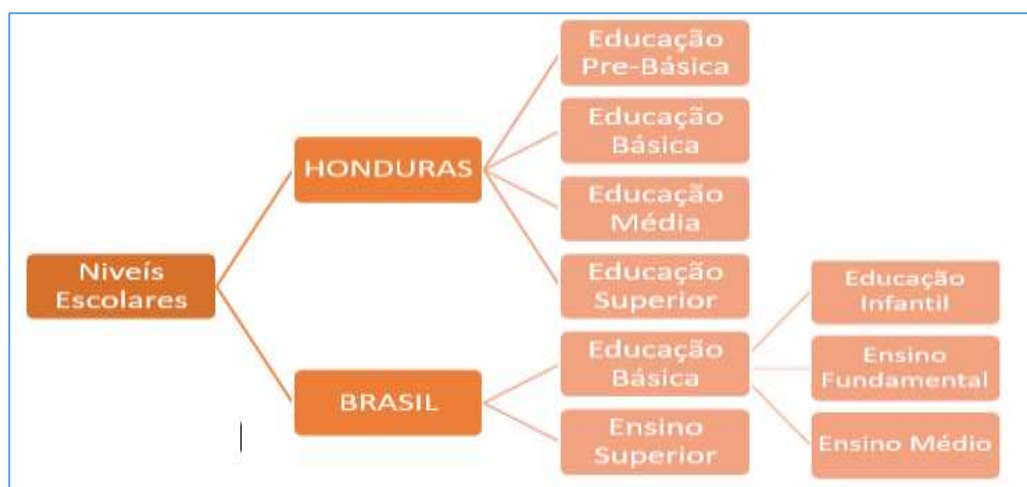 Niveís
Escolares
HONDURAS
Educação
Pre-Básica
Educação
Básica
Educação
Média
Educação
Superior
BRASIL
Educação
Básica
Educação
Infantil
Ensino
Fundamental
Ensino Médio
Ensino
Superior